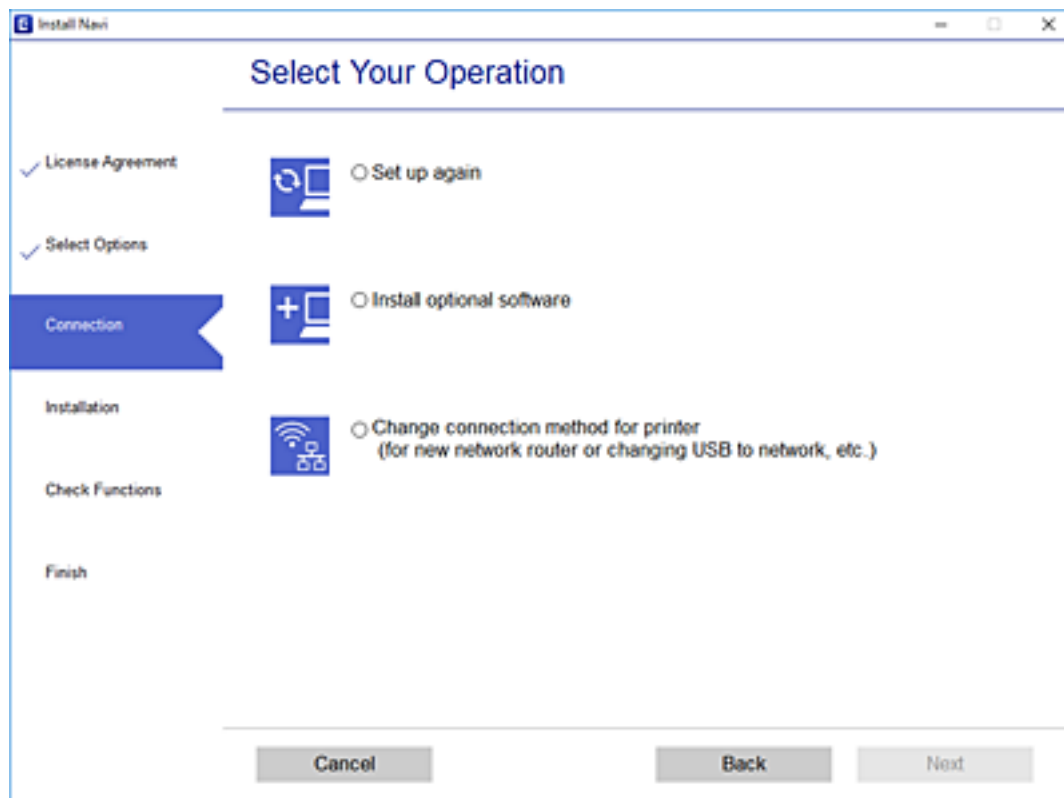 Install Navi
Select Your Operation
License Agreement
Select Options
Connection
Installation
Check Functions
Finish
Set up again
Install optional software
Change connection method for printer
(for new network router or changing USB to network, etc.)
Cancel
Back
Next